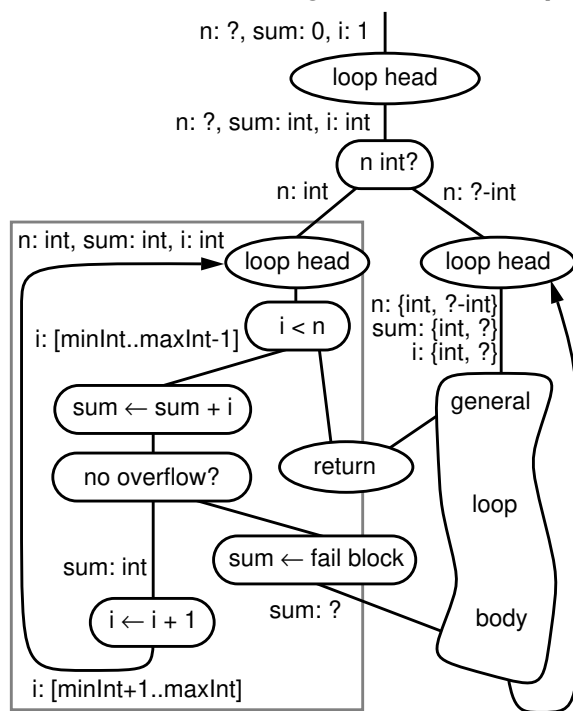 n: ?, sum: 0, i: 1
loop head
n: ?, sum: int, i: int
n int?
n: int
n: ?-int
n: int, sum: int, i: int
loop head
loop head
n: {int, ?-int}
sum: {int, ?}
i: {int, ?}
i < n
i: [minInt..maxInt-1]
sum ← sum + i
general
no overflow?
return
loop
sum: int
sum ← fail block
sum: ?
i ← i + 1
body
i: [minInt+1..maxInt]